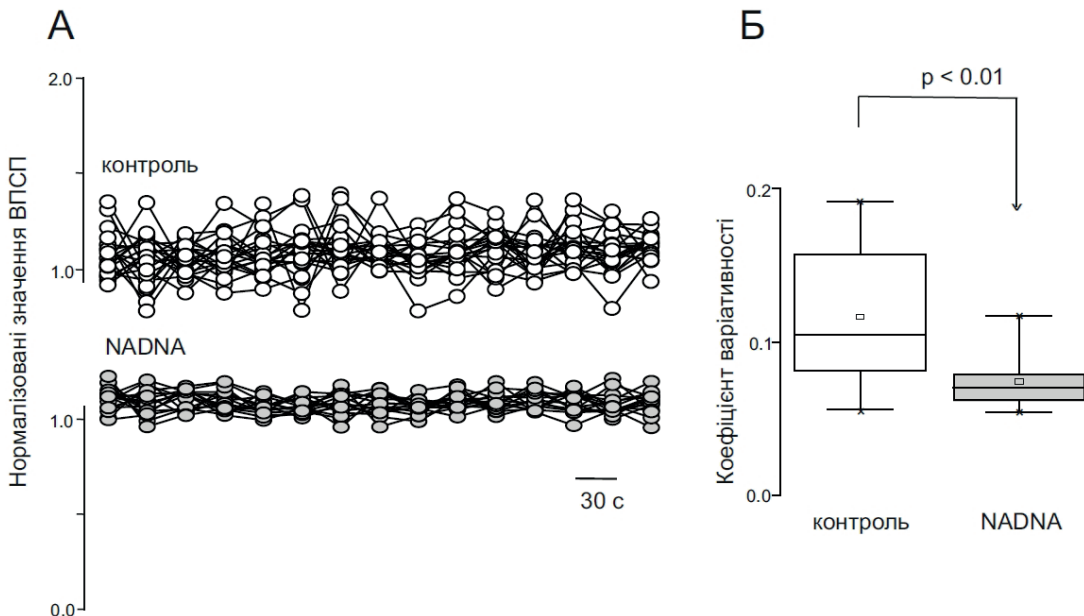 А
Б
p < 0.01
2.0
контроль
1.0
NADNA
1.0
0.0
Нормалізовані значення ВПСП
30 с
0.2
0.1
0.0
Коефіцієнт варіативності
контроль
NADNA